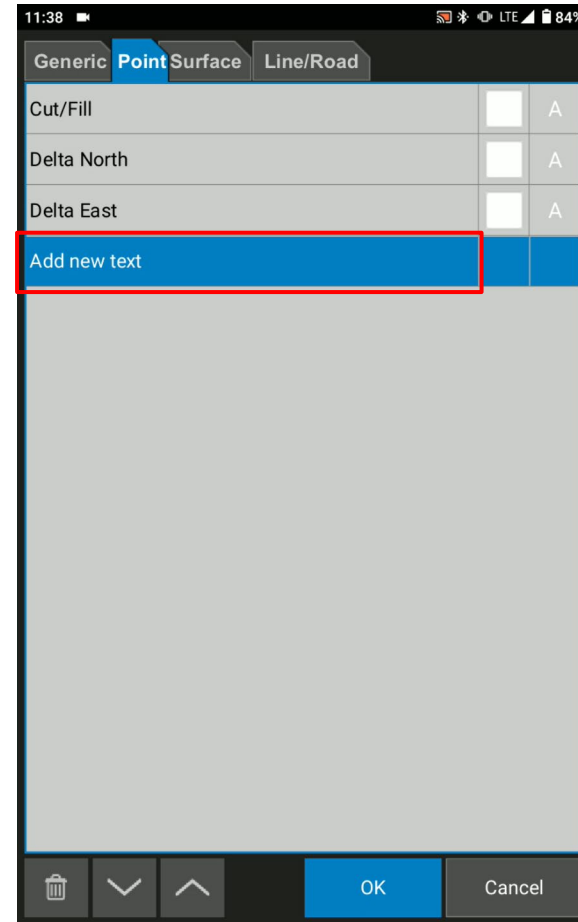 11:38 LTE 84%
Generic Point Surface Line/Road
Cut/Fill A
Delta North A
Delta East A
Add new text
OK Cancel